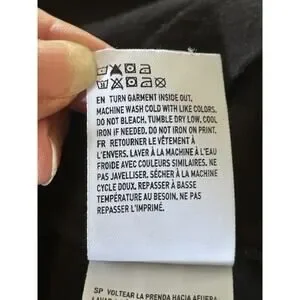 EN TURN GARMENT INSIDE OUT,
MACHINE WASH COLD WITH LIKE COLORS.
DO NOT BLEACH. TUMBLE DRY LOW, COOL
IRON IF NEEDED. DO NOT IRON ON PRINT.
FR RETOURNER LE VÊTEMENT À
L'ENVERS. LAVER À LA MACHINE À L'EAU
FROIDE AVEC COULEURS SIMILAIRES. NE
PAS JAVELLISER. SÉCHER À LA MACHINE
CYCLE DOUX. REPASSER À BASSE
TEMPÉRATURE AU BESOIN, NE PAS
REPASSER L'IMPRIMÉ.
SP VOLTEAR LA PRENDA HACIA AFUERA